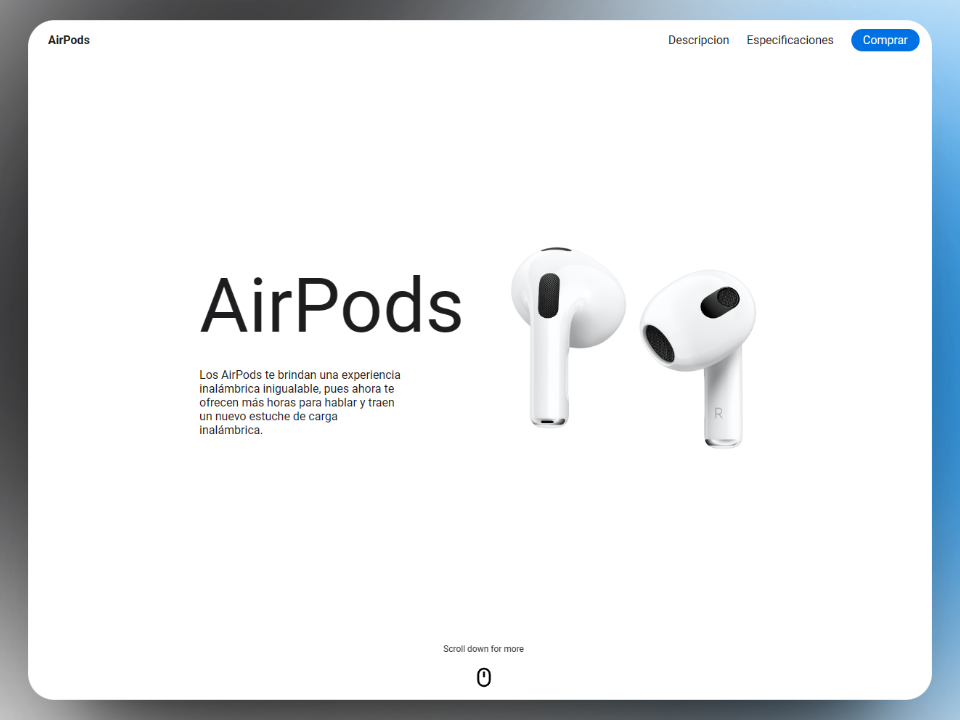 AirPods
Descripcion Especificaciones Comprar
AirPods
Los AirPods te brindan una experiencia
inalámbrica inigualable, pues ahora te
ofrecen más horas para hablar y traen
un nuevo estuche de carga
inalámbrica.
R
Scroll down for more